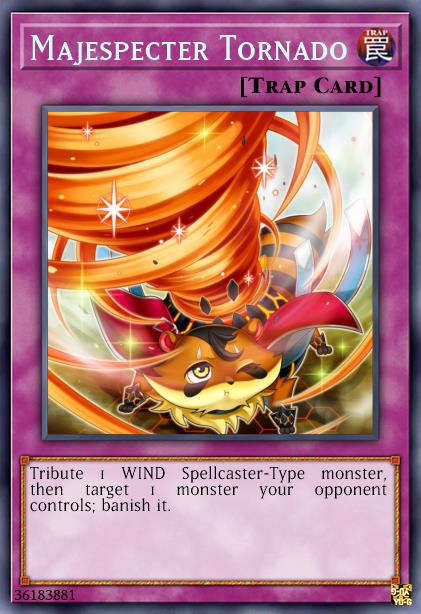 Majespecter Tornado
TRAP
罠
[Trap Card]
Tribute 1 WIND Spellcaster-Type monster,
then target 1 monster your opponent
controls; banish it.
36183881